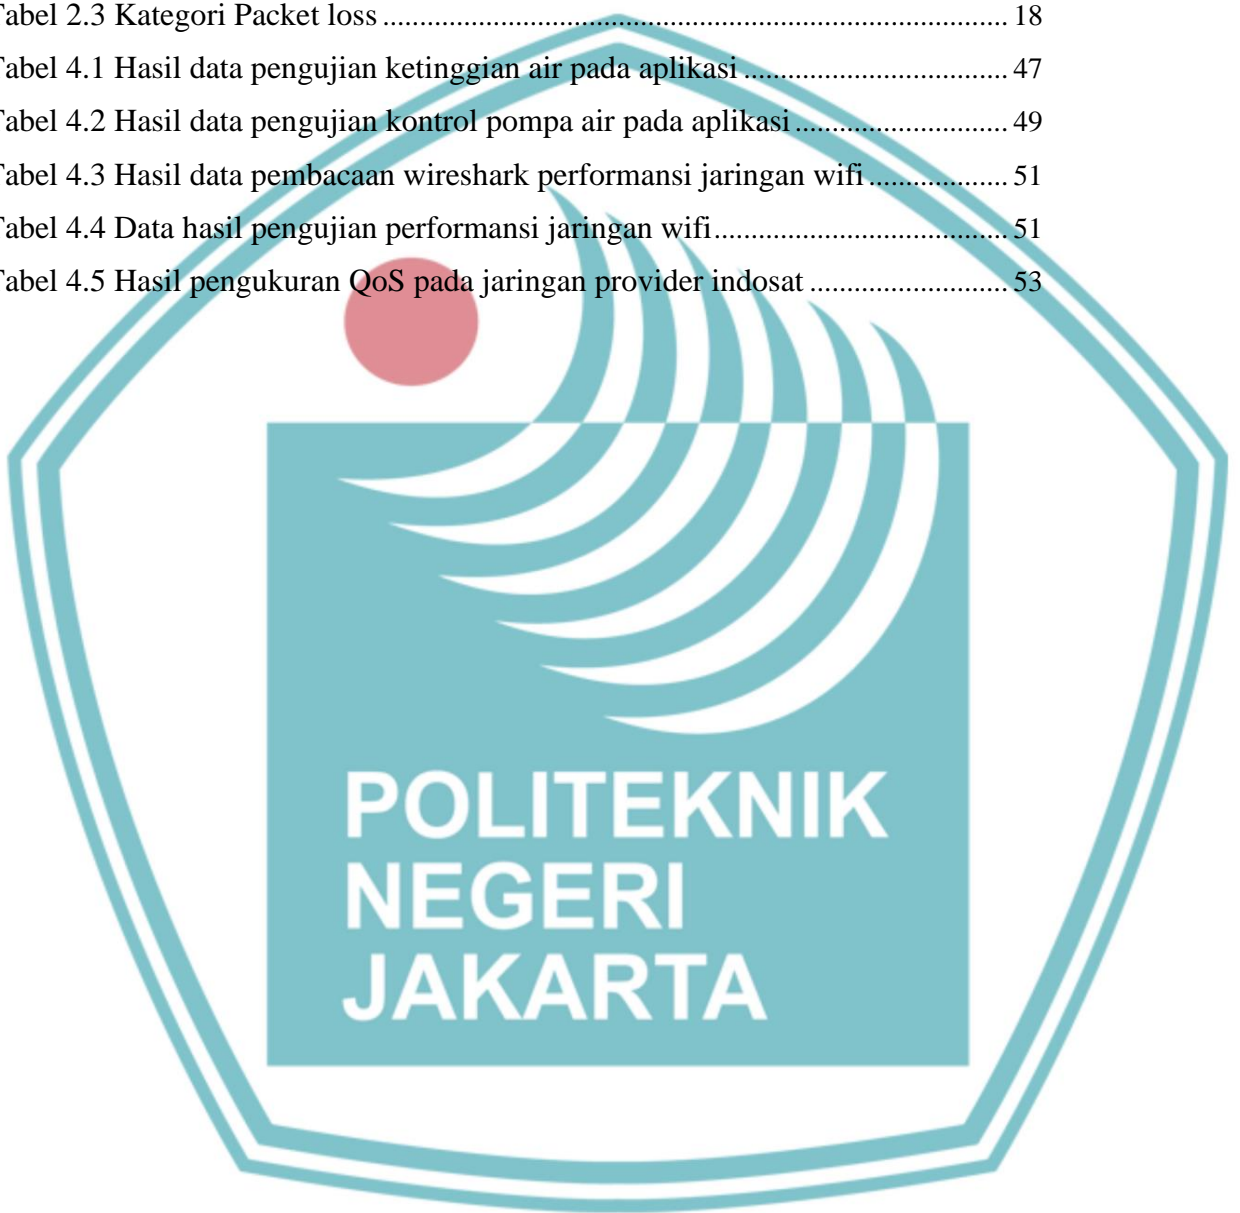 Tabel 2.3 Kategori Packet loss ........................................................................................ 18
Tabel 4.1 Hasil data pengujian ketinggian air pada aplikasi ..................................... 47
Tabel 4.2 Hasil data pengujian kontrol pompa air pada aplikasi .............................. 49
Tabel 4.3 Hasil data pembacaan wireshark performansi jaringan wifi .................... 51
Tabel 4.4 Data hasil pengujian performansi jaringan wifi ......................................... 51
Tabel 4.5 Hasil pengukuran QoS pada jaringan provider indosat ............................ 53
POLITEKNIK
NEGERI
JAKARTA